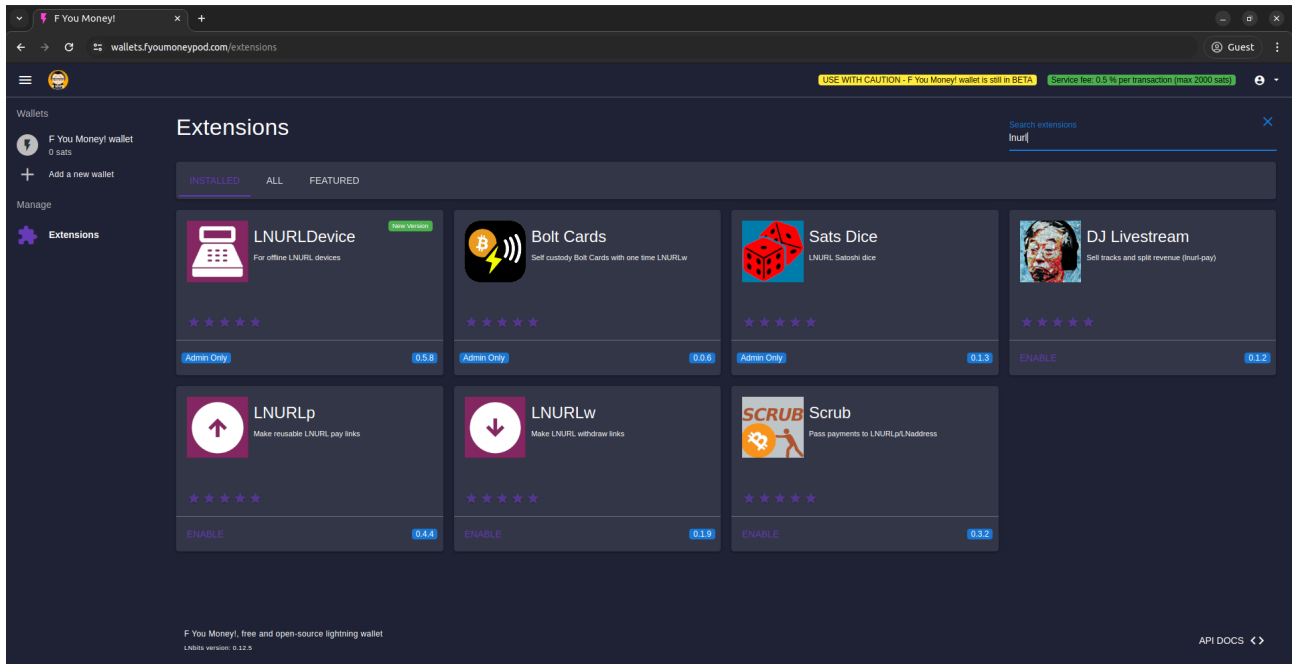 F You Money!
wallets.fyoumoneypod.com/extensions
Guest
USE WITH CAUTION - F You Money! wallet is still in BETA
Service fee: 0.5 % per transaction (max 2000 sats)
Wallets
F You Money! wallet
0 sats
Add a new wallet
Manage
Extensions
Extensions
Search extensions
lnurl
INSTALLED
ALL
FEATURED
LNURLDevice
New Version
For offline LNURL devices
Admin Only
0.5.8
Bolt Cards
Self custody Bolt Cards with one time LNURLw
Admin Only
0.0.6
Sats Dice
LNURL Satoshi dice
Admin Only
0.1.3
DJ Livestream
Sell tracks and split revenue (lnurl-pay)
ENABLE
0.1.2
LNURLp
Make reusable LNURL pay links
ENABLE
0.4.4
LNURLw
Make LNURL withdraw links
ENABLE
0.1.9
SCRUB
Scrub
Pass payments to LNURLp/LNaddress
ENABLE
0.3.2
F You Money!, free and open-source lightning wallet
LNbits version: 0.12.5
API DOCS